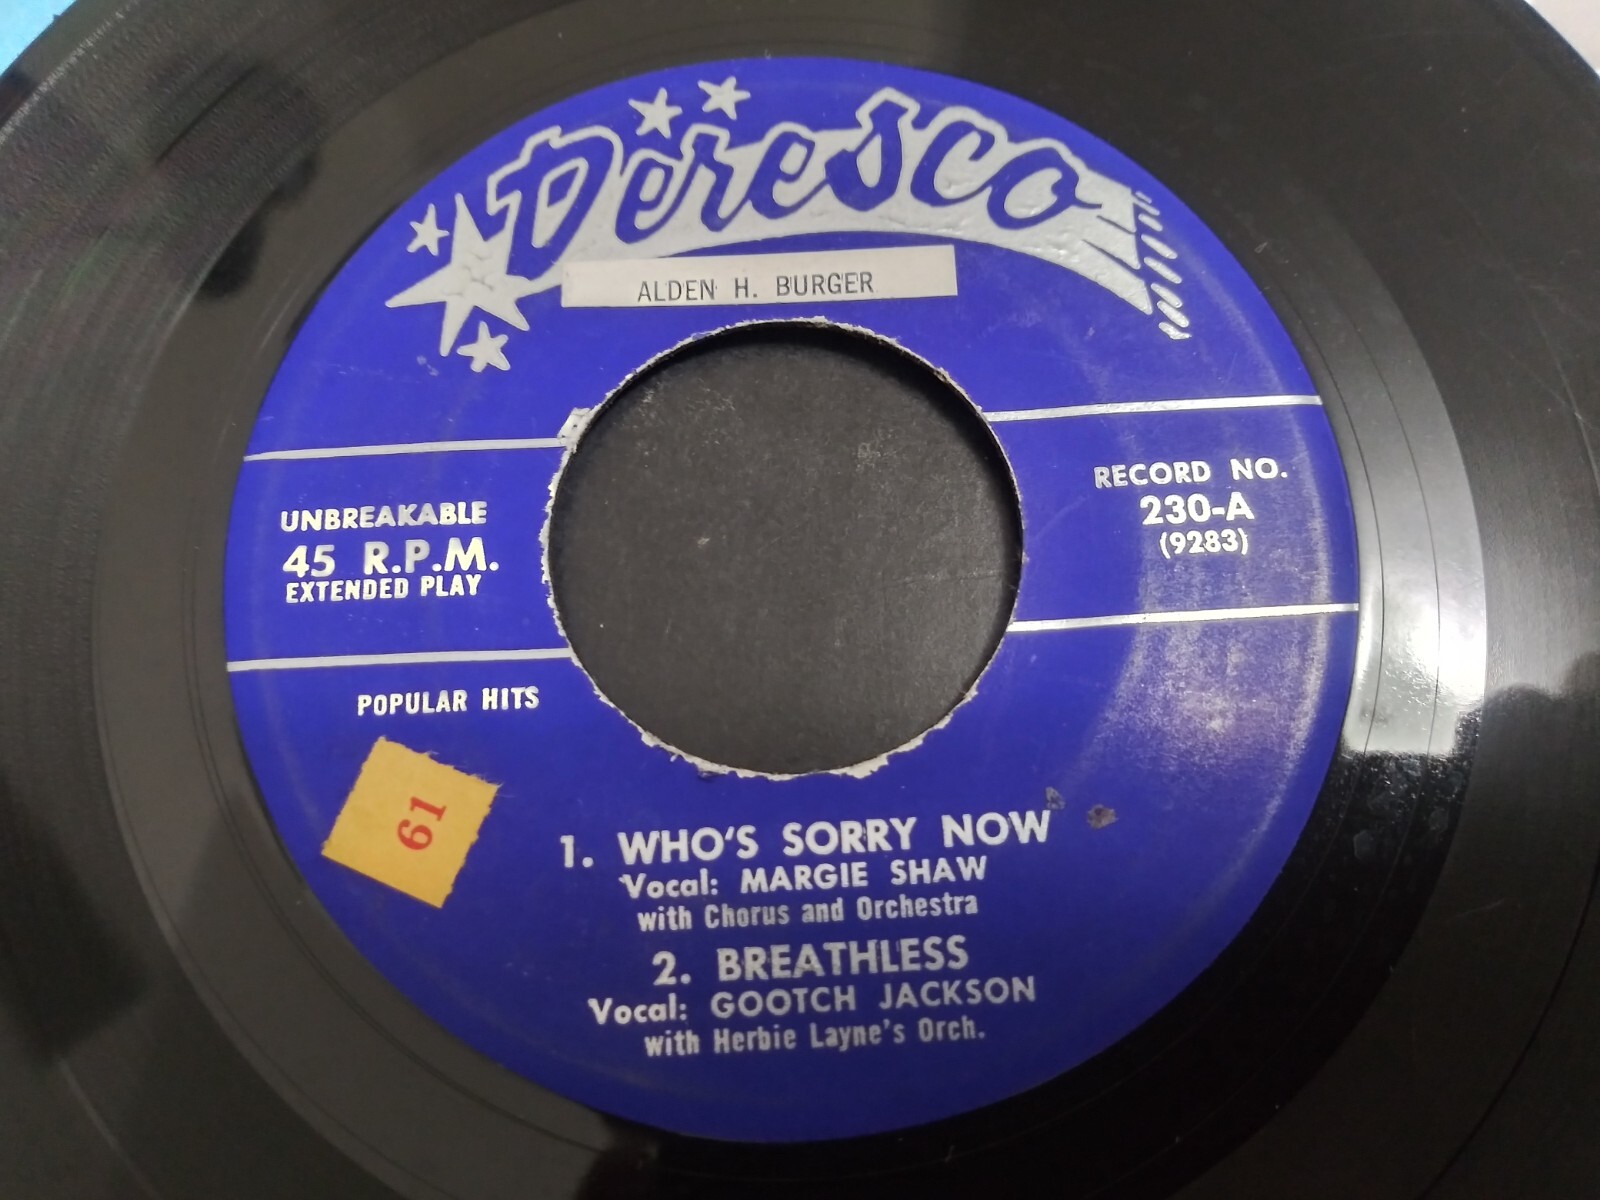 Deresco
ALDEN H. BURGER
UNBREAKABLE
45 R.P.M.
EXTENDED PLAY
RECORD NO.
230-A
(9283)
POPULAR HITS
61
1. WHO'S SORRY NOW
Vocal: MARGIE SHAW
with Chorus and Orchestra
2. BREATHLESS
Vocal: GOOTCH JACKSON
with Herbie Layne's Orch.